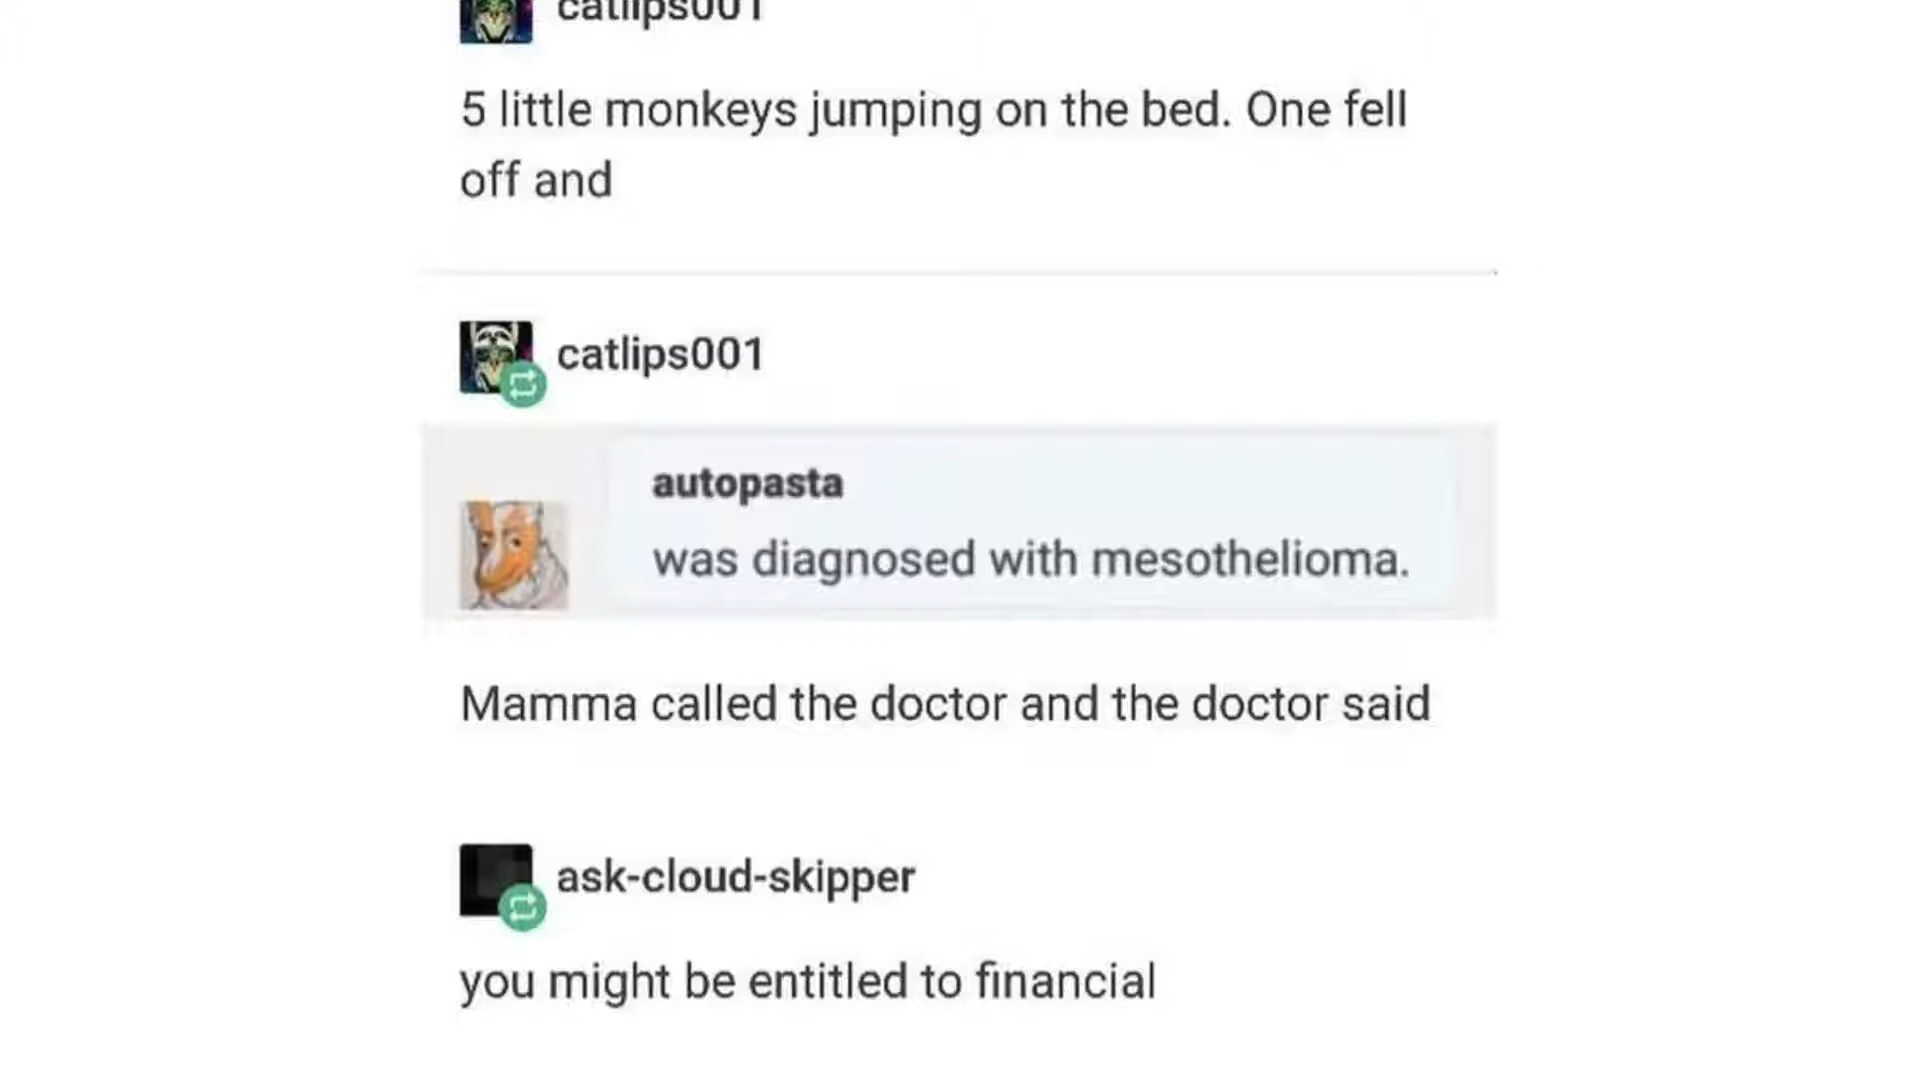 catlips001
5 little monkeys jumping on the bed. One fell
off and
catlips001
autopasta
was diagnosed with mesothelioma.
Mamma called the doctor and the doctor said
ask-cloud-skipper
you might be entitled to financial